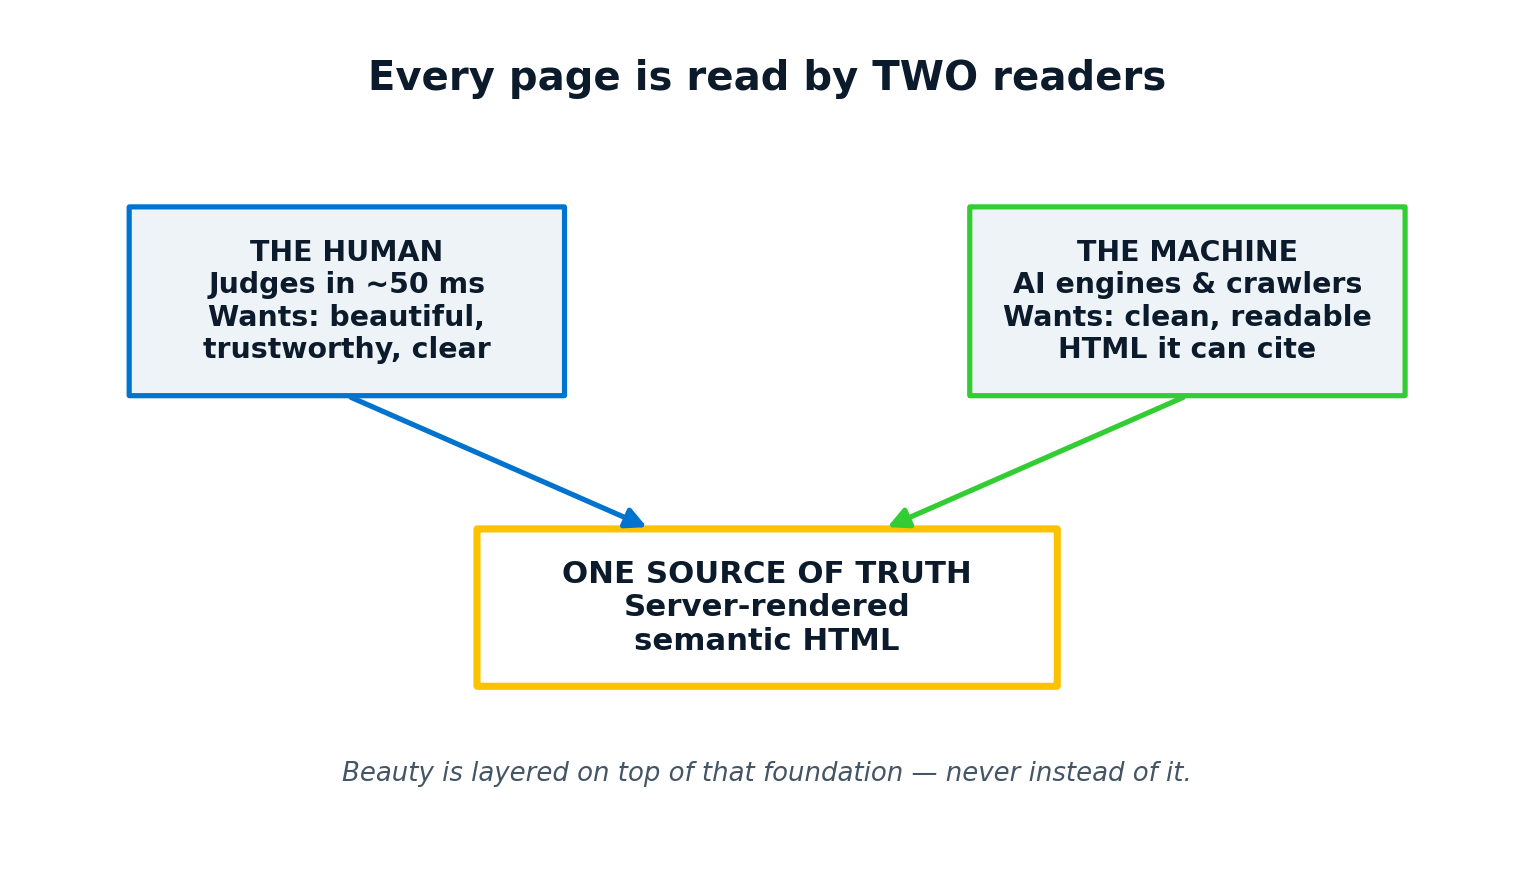 Every page is read by TWO readers
THE HUMAN
Judges in ~50 ms
Wants: beautiful,
trustworthy, clear
THE MACHINE
AI engines & crawlers
Wants: clean, readable
HTML it can cite
ONE SOURCE OF TRUTH
Server-rendered
semantic HTML
Beauty is layered on top of that foundation — never instead of it.